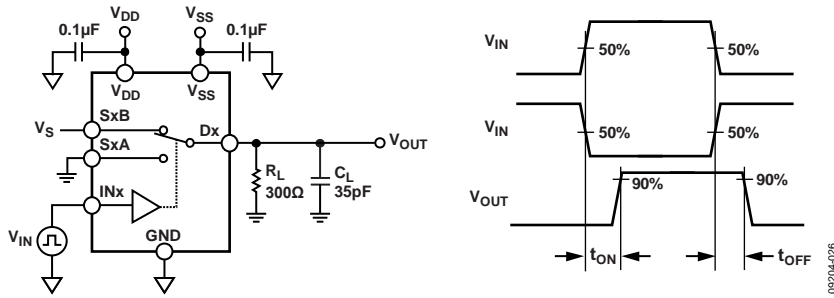 VDD
VSS
0.1µF
0.1µF
VDD
VSS
SxB
VS
Dx
VOUT
SxA
RL
300Ω
CL
35pF
INx
VIN
GND
VIN
50%
50%
VIN
50%
50%
VOUT
90%
90%
tON
tOFF
09204-026